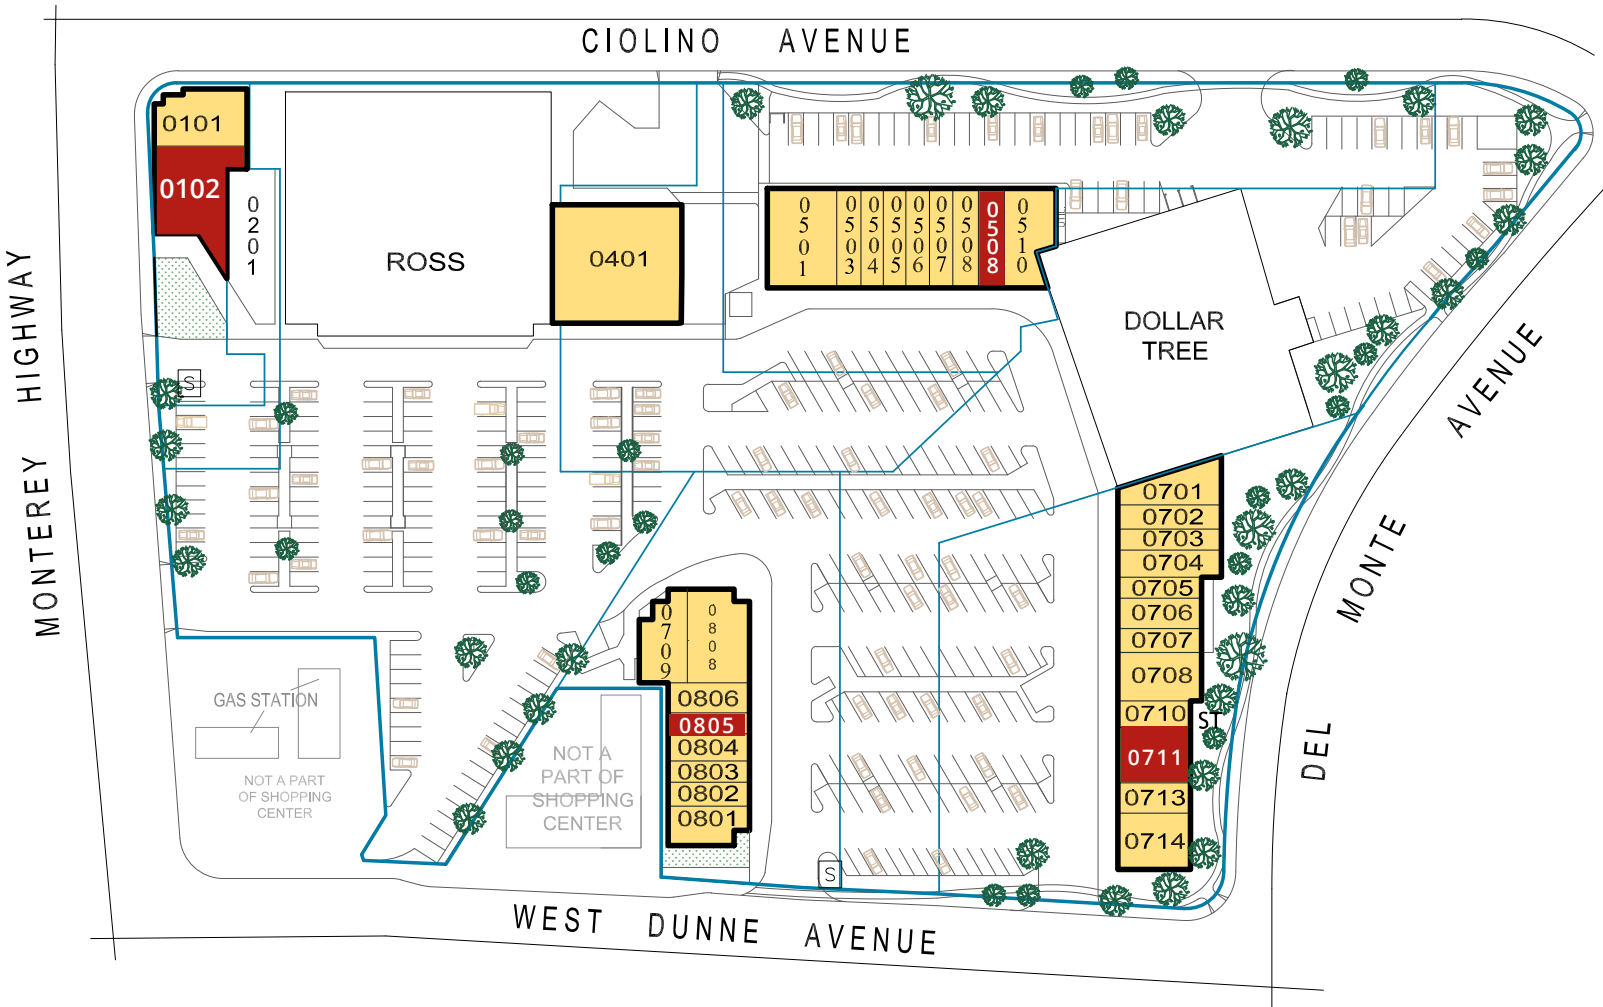 CIOLINO AVENUE
MONTEREY HIGHWAY
0101
0102
0201
ROSS
0401
0501
0503
0504
0505
0506
0507
0508
0508
0510
DOLLAR
TREE
DEL MONTE AVENUE
S
0701
0702
0703
0704
0705
0706
0707
0708
0710
ST
0711
0713
0714
0709
0808
0806
0805
0804
0803
0802
0801
GAS STATION
NOT A PART
OF SHOPPING
CENTER
NOT A
PART OF
SHOPPING
CENTER
S
WEST DUNNE AVENUE